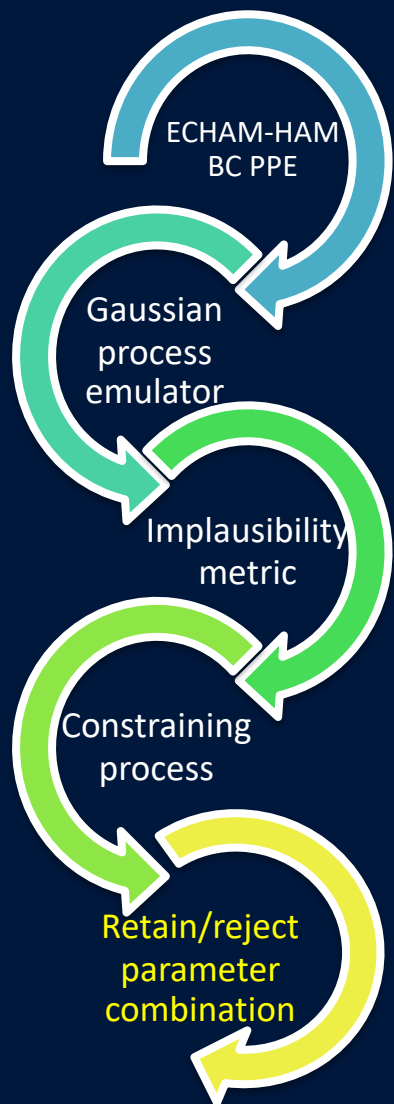 ECHAM-HAM
BC PPE
Gaussian
process
emulator
Implausibility
metric
Constraining
process
Retain/reject
parameter
combination